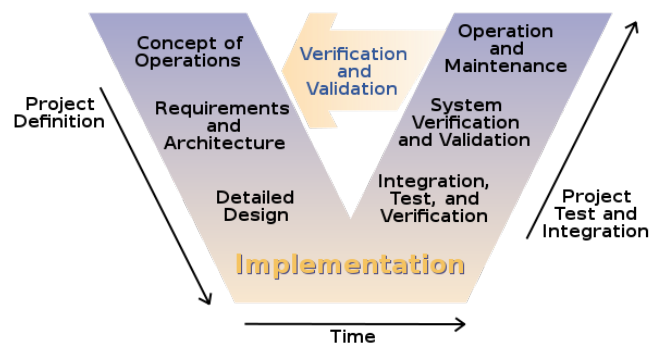 Concept of
Operations
Verification
and
Validation
Operation
and
Maintenance
Project
Definition
Requirements
and
Architecture
System
Verification
and Validation
Detailed
Design
Integration,
Test, and
Verification
Project
Test and
Integration
Implementation
Time